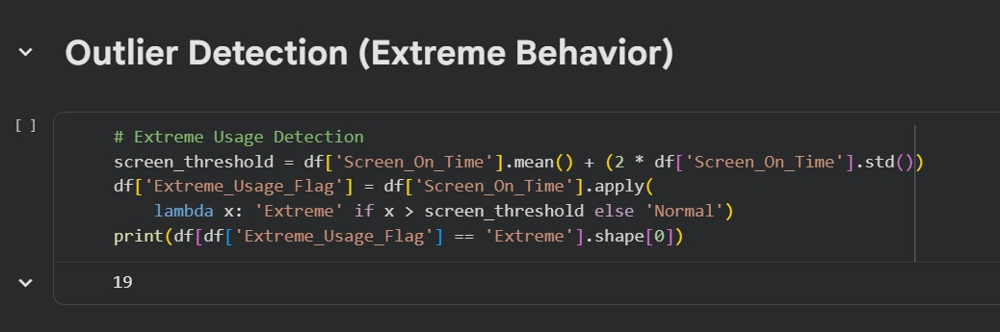 Outlier Detection (Extreme Behavior)
[ ]
# Extreme Usage Detection
screen_threshold = df['Screen_On_Time'].mean() + (2 * df['Screen_On_Time'].std())
df['Extreme_Usage_Flag'] = df['Screen_On_Time'].apply(
    lambda x: 'Extreme' if x > screen_threshold else 'Normal')
print(df[df['Extreme_Usage_Flag'] == 'Extreme'].shape[0])
19